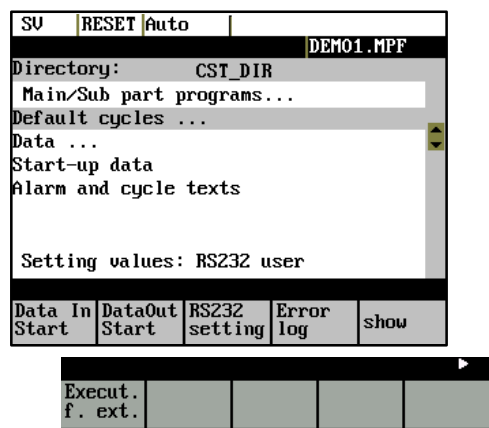 SV RESET Auto
DEMO1.MPF
Directory: CST_DIR
Main/Sub part programs...
Default cycles ...
Data ...
Start-up data
Alarm and cycle texts
Setting values: RS232 user
Data In Start DataOut Start RS232 setting Error log show
Execut. f. ext.